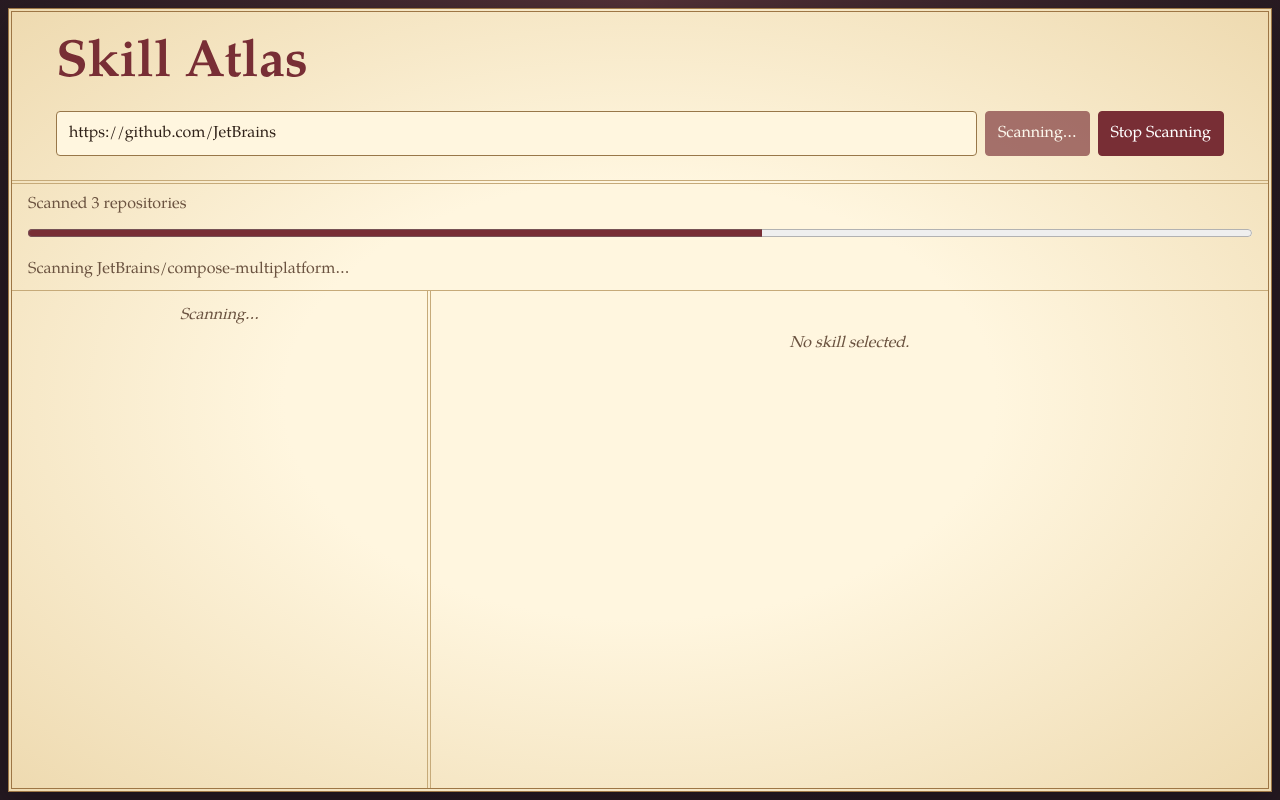 Skill Atlas
https://github.com/JetBrains
Scanning...
Stop Scanning
Scanned 3 repositories
Scanning JetBrains/compose-multiplatform...
Scanning...
No skill selected.